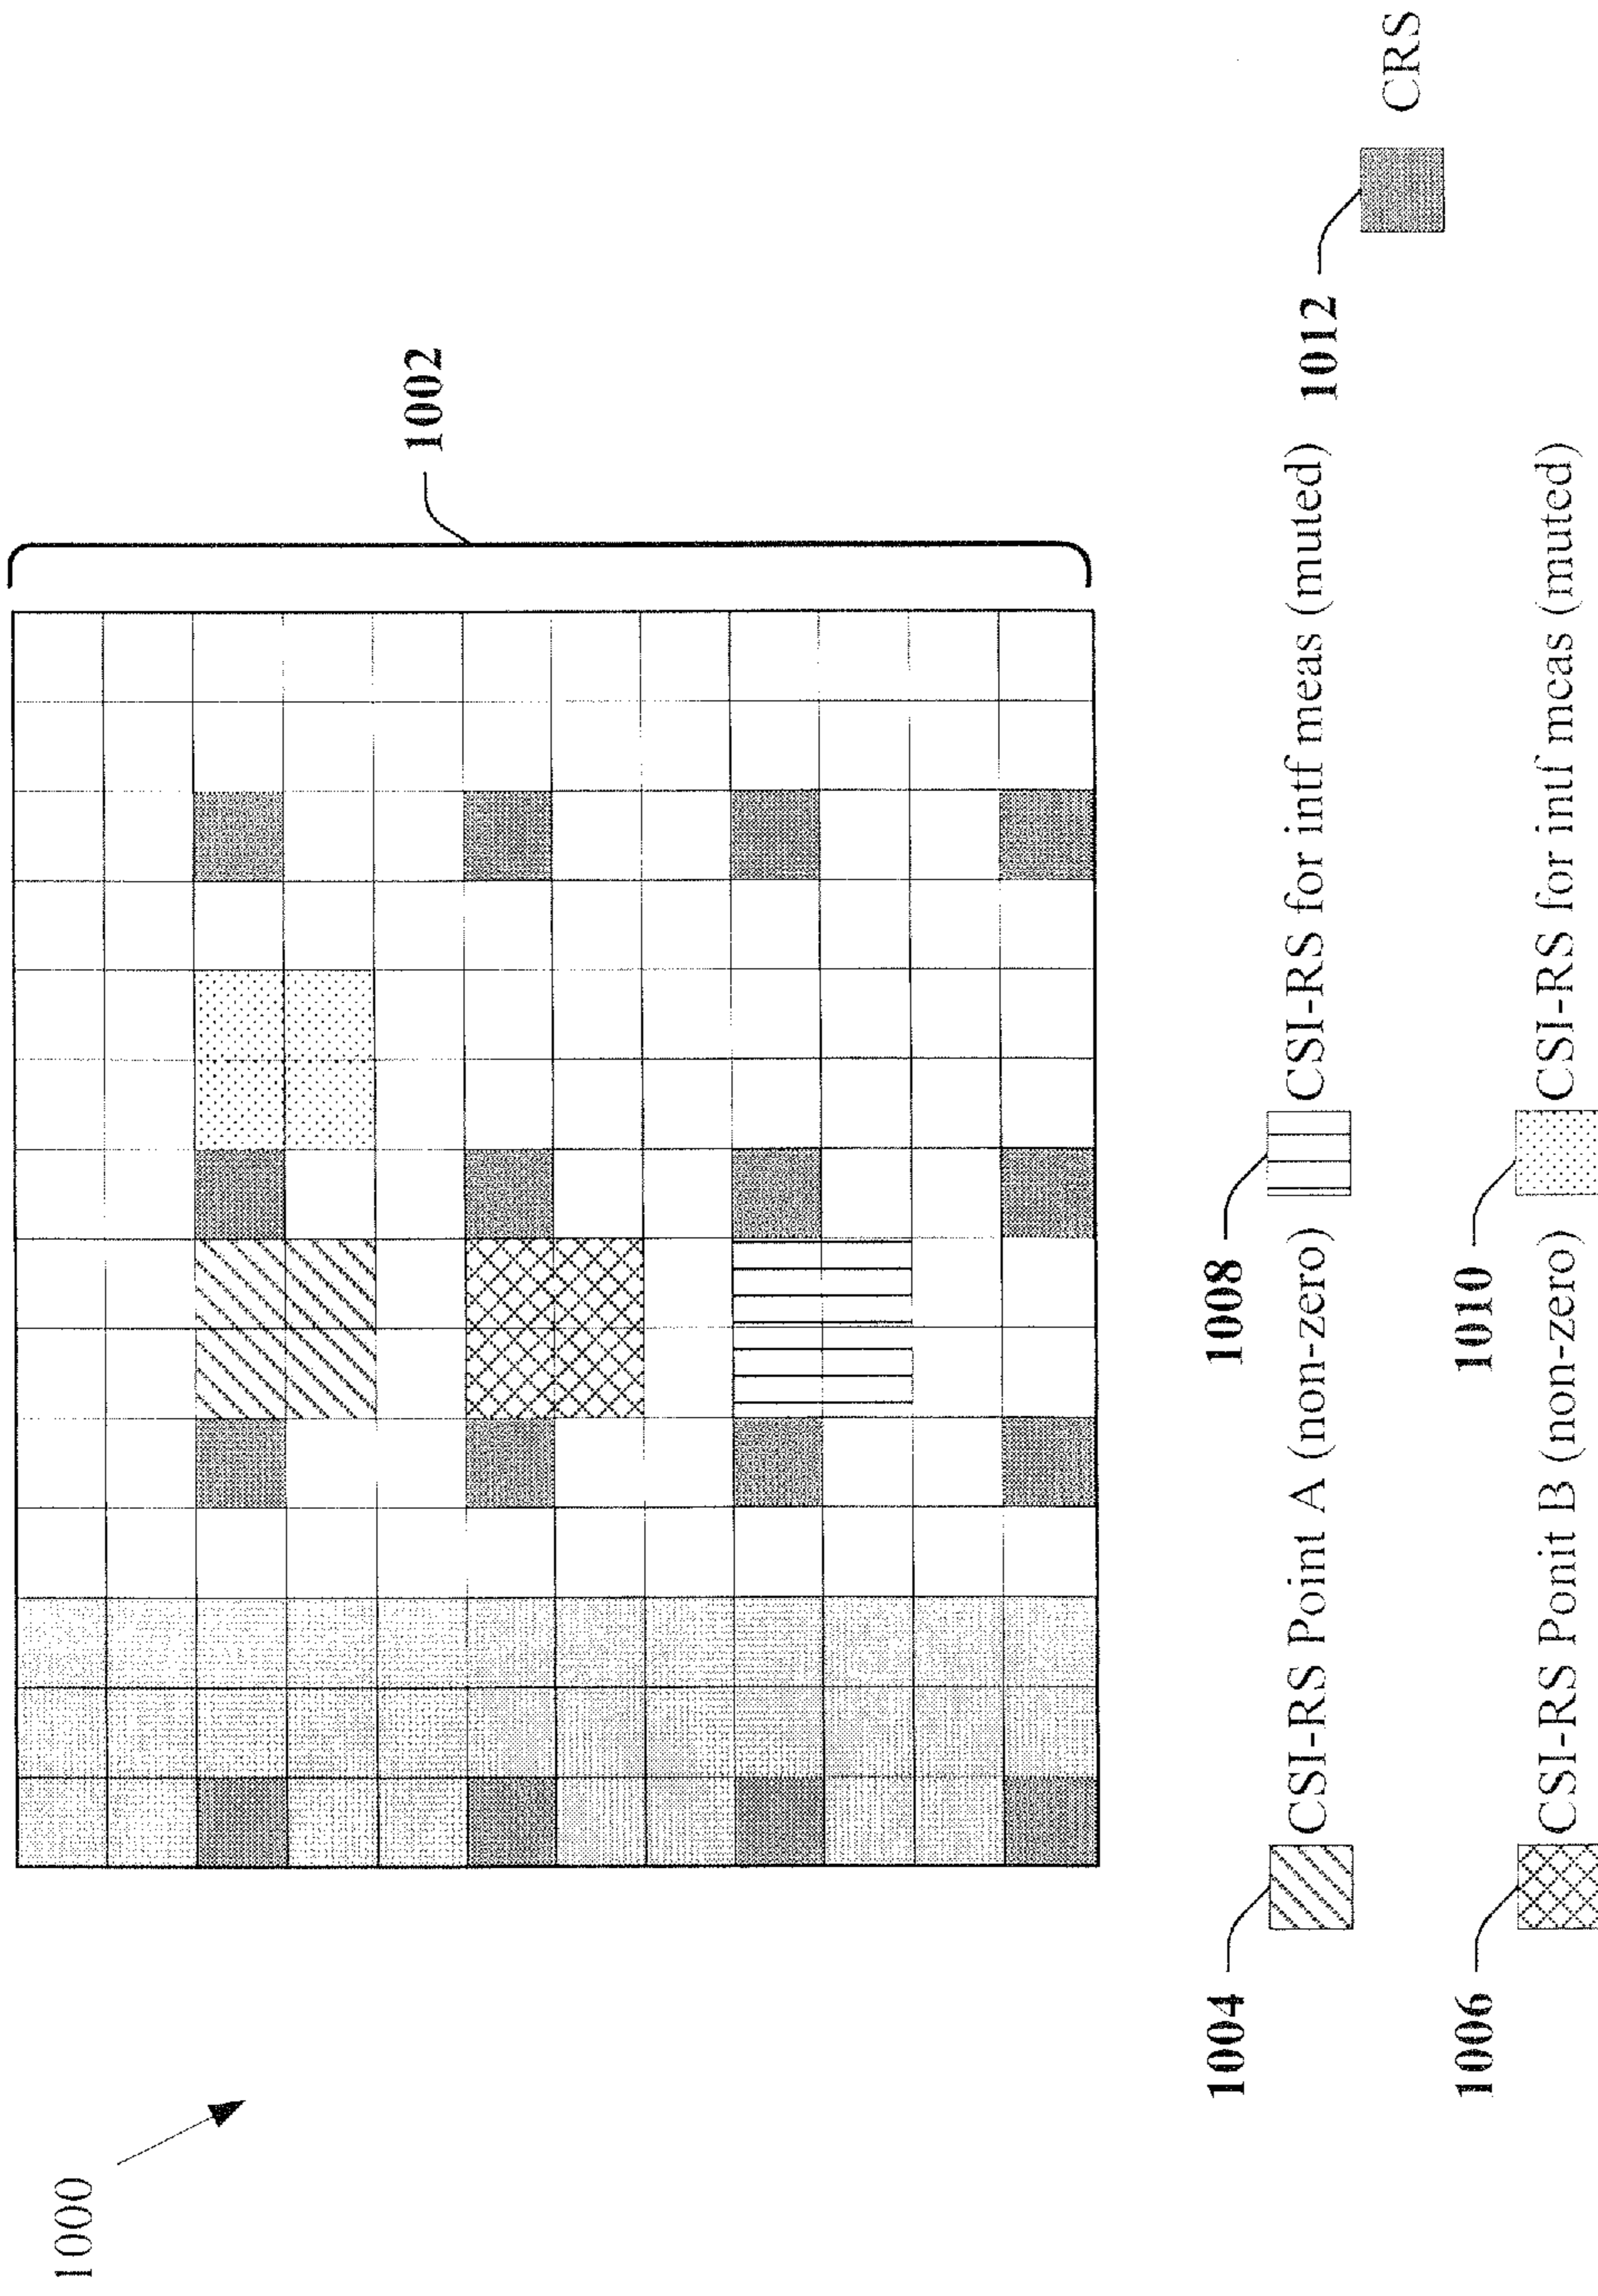 1000
1002
1004
CSI-RS Point A (non-zero)
1008
CSI-RS for intf meas (muted)
1012
CRS
1006
CSI-RS Ponit B (non-zero)
1010
CSI-RS for intf meas (muted)